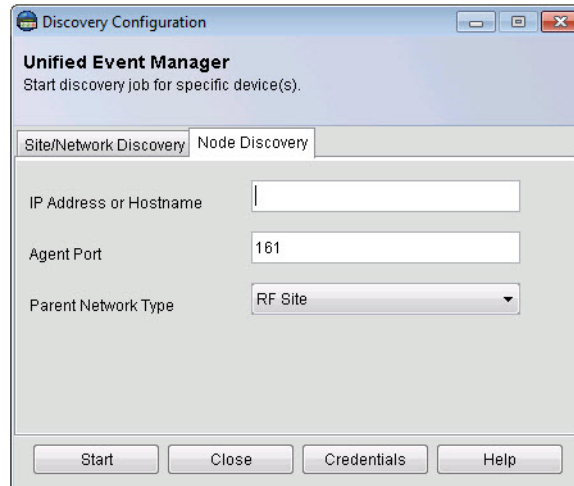 Discovery Configuration
Unified Event Manager
Start discovery job for specific device(s).
Site/Network Discovery Node Discovery
IP Address or Hostname
Agent Port 161
Parent Network Type RF Site
Start Close Credentials Help